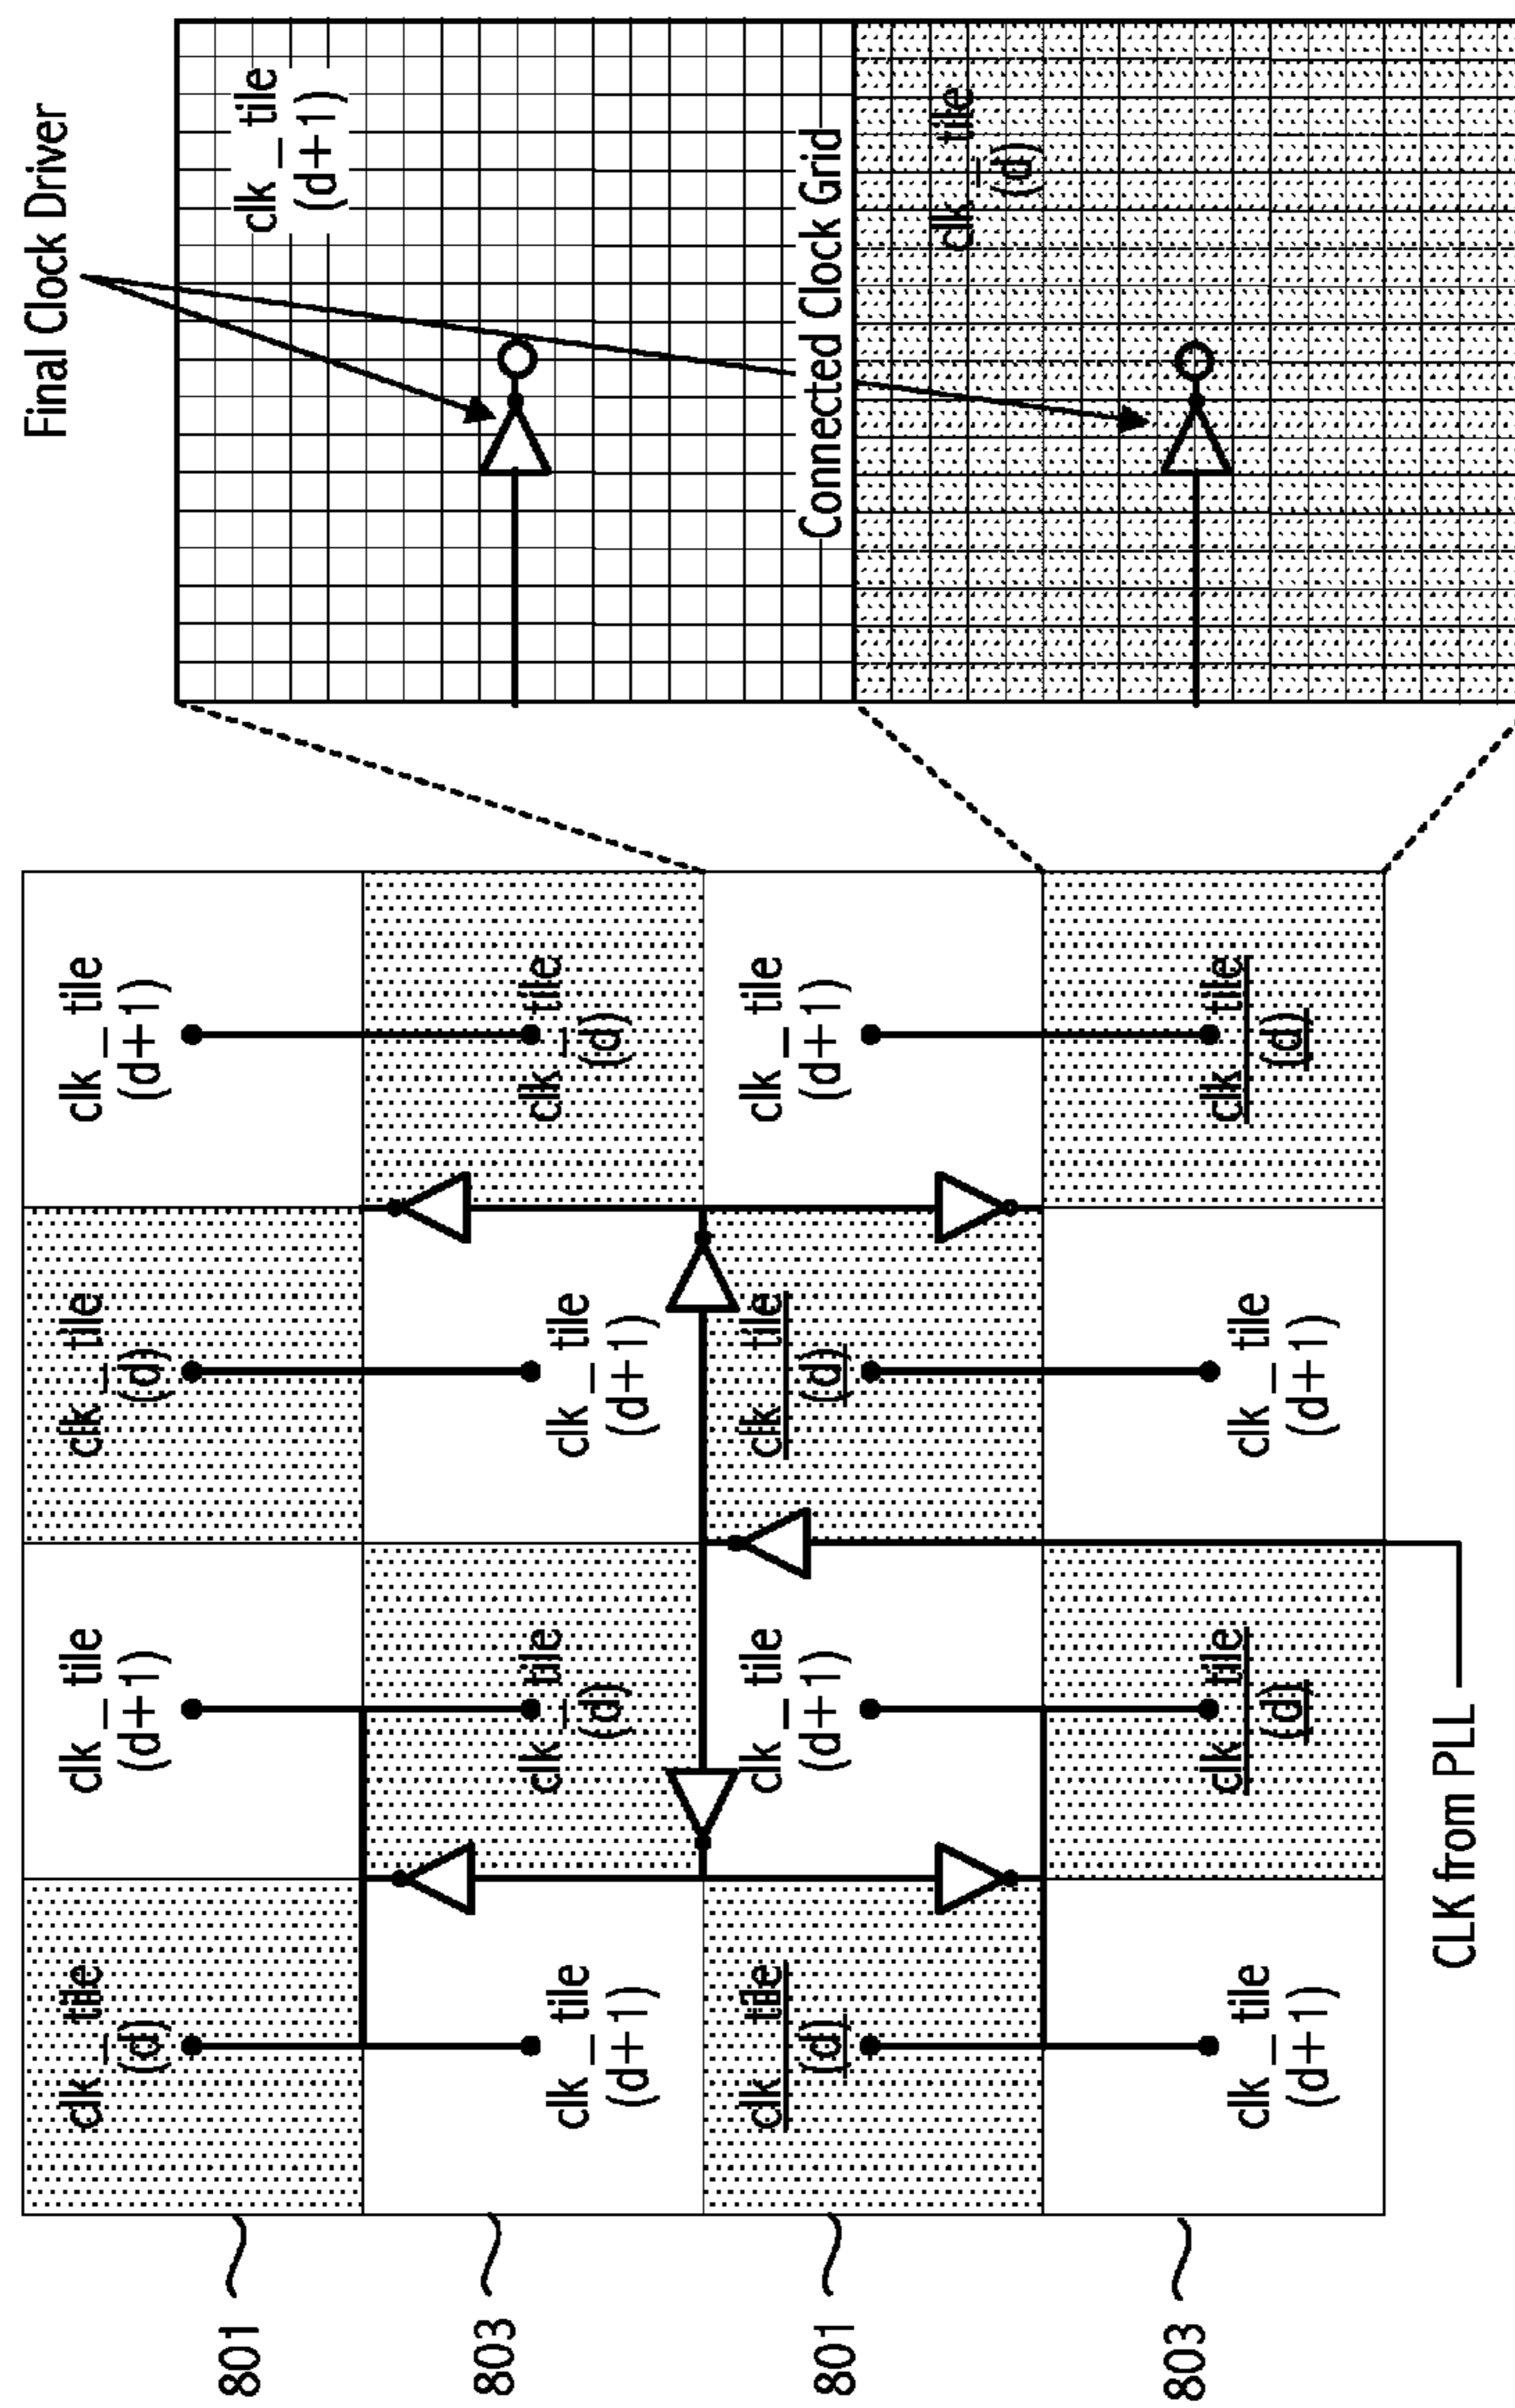 801
clk_tile
(d)
clk_tile
(d+1)
clk_tile
(d)
clk_tile
(d+1)
803
clk_tile
(d+1)
clk_tile
(d)
clk_tile
(d+1)
clk_tile
(d)
801
clk_tile
(d)
clk_tile
(d+1)
clk_tile
(d)
clk_tile
(d+1)
803
clk_tile
(d+1)
clk_tile
(d)
clk_tile
(d+1)
clk_tile
(d)
CLK from PLL
Final Clock Driver
clk_tile
(d+1)
Connected Clock Grid
clk_tile
(d)